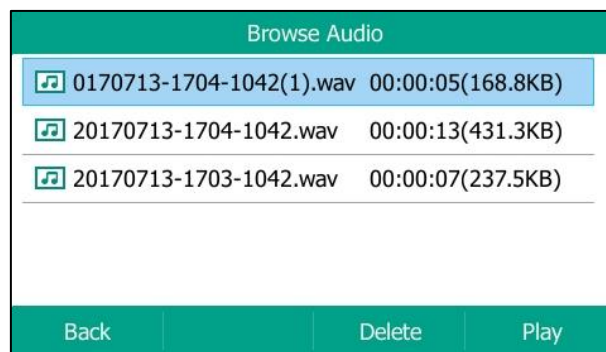 Browse Audio
0170713-1704-1042(1).wav 00:00:05(168.8KB)
20170713-1704-1042.wav 00:00:13(431.3KB)
20170713-1703-1042.wav 00:00:07(237.5KB)
Back Delete Play